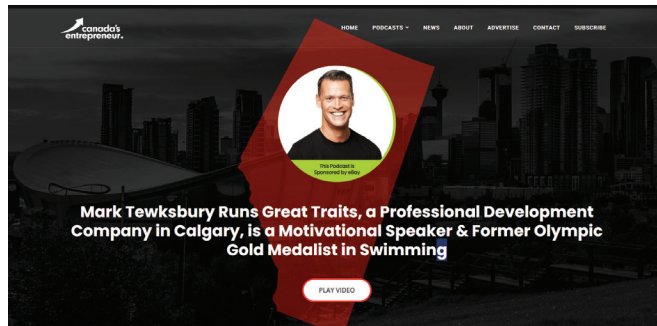 canada's
entrepreneur.
HOME PODCASTS NEWS ABOUT ADVERTISE CONTACT SUBSCRIBE
This Podcast is
Sponsored by eBay
Mark Tewksbury Runs Great Traits, a Professional Development
Company in Calgary, is a Motivational Speaker & Former Olympic
Gold Medalist in Swimming
PLAY VIDEO